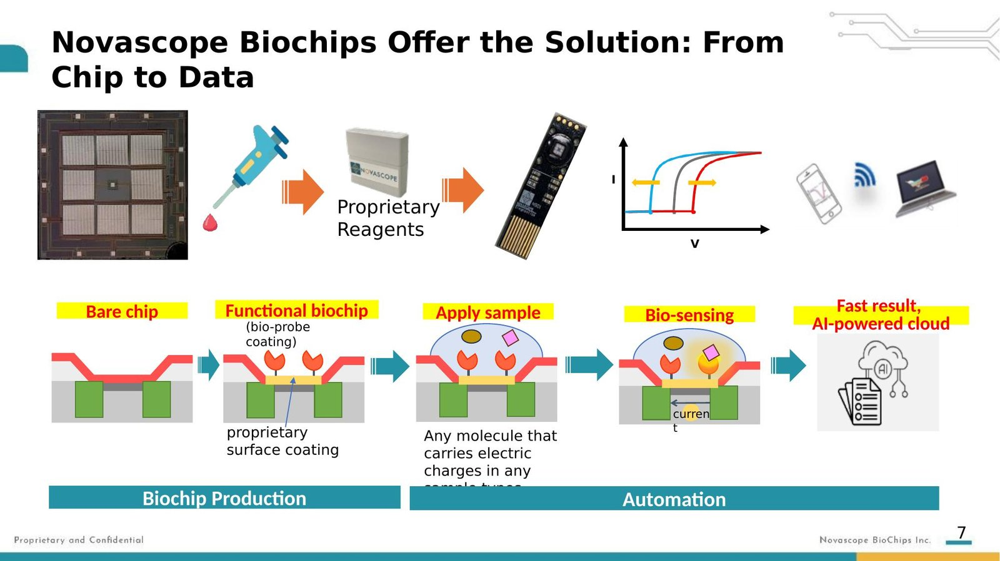 Novascope Biochips Offer the Solution: From
Chip to Data
NOVASCOPE
Proprietary
Reagents
I
V
Bare chip
Functional biochip
(bio-probe
coating)
proprietary
surface coating
Apply sample
Any molecule that
carries electric
charges in any
sample types
Bio-sensing
curren
t
Fast result,
AI-powered cloud
AI
Biochip Production
Automation
Proprietary and Confidential
Novascope BioChips Inc.
7